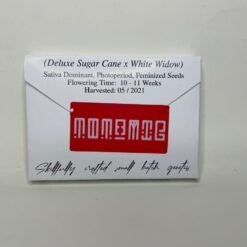 (Deluxe Sugar Cane x White Widow)
Sativa Dominant, Photoperiod, Feminized Seeds
Flowering Time:  10 - 11 Weeks
Harvested: 05 / 2021
Skillfully crafted small batch genetics